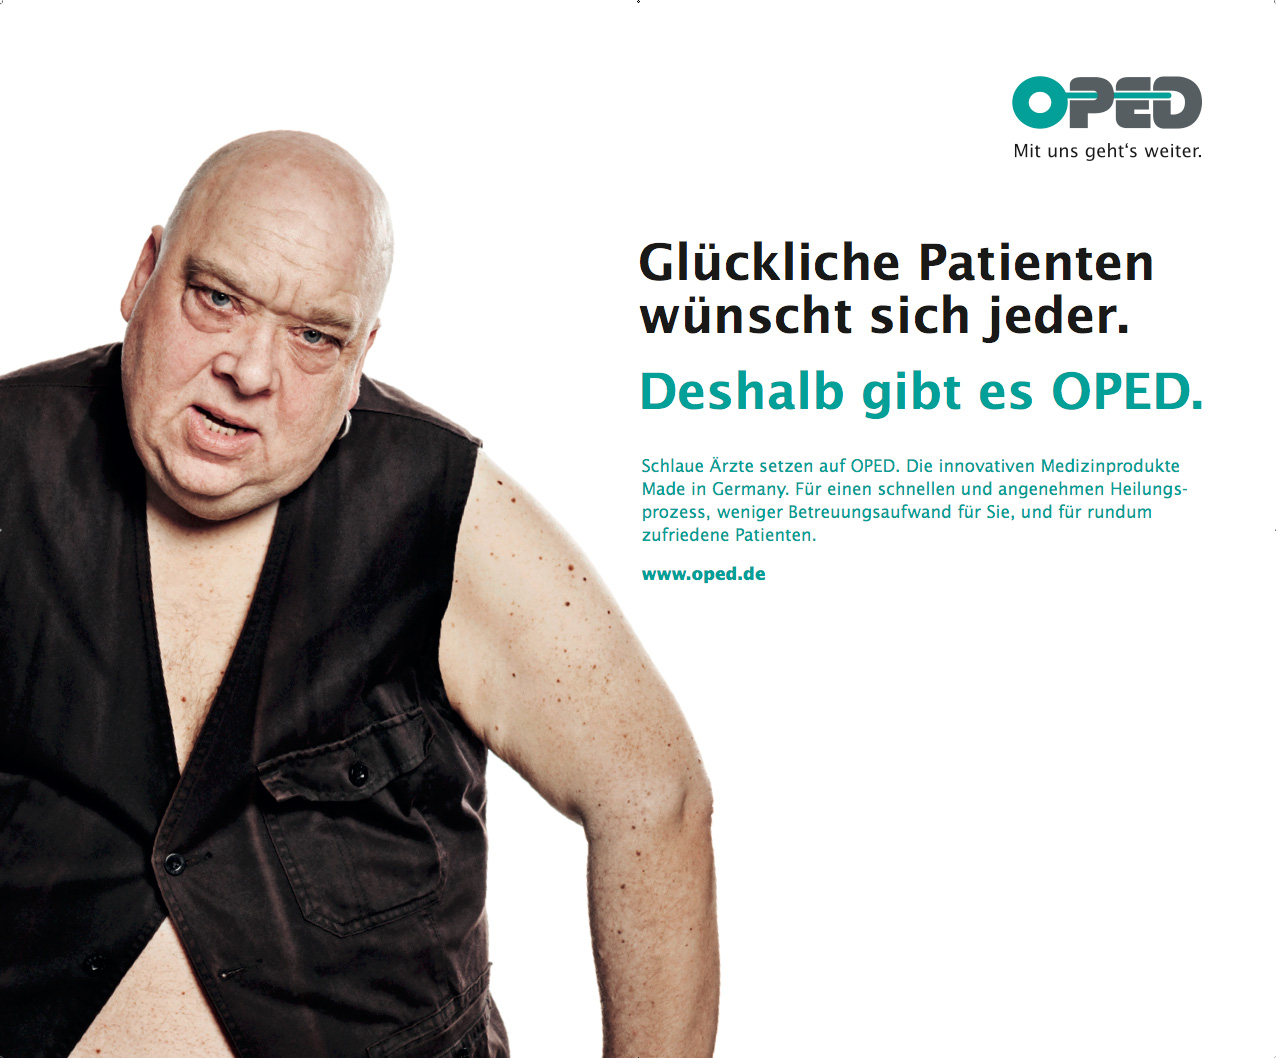 OPED
Mit uns geht‘s weiter.
Glückliche Patienten
wünscht sich jeder.
Deshalb gibt es OPED.
Schlaue Ärzte setzen auf OPED. Die innovativen Medizinprodukte
Made in Germany. Für einen schnellen und angenehmen Heilungs-
prozess, weniger Betreuungsaufwand für Sie, und für rundum
zufriedene Patienten.
www.oped.de